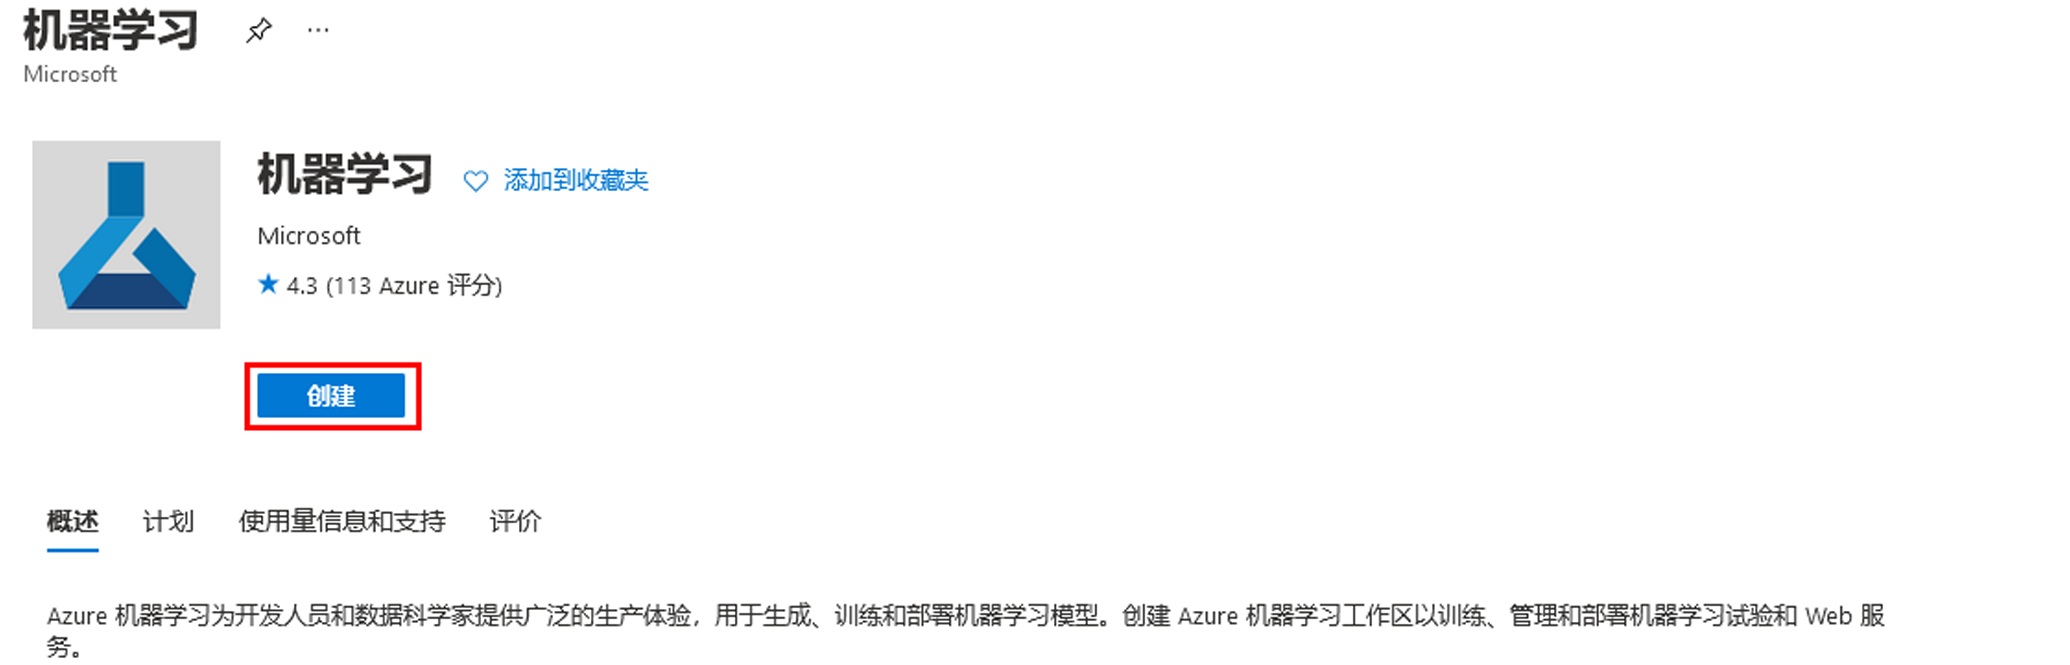 机器学习
Microsoft
机器学习 添加到收藏夹
Microsoft
4.3 (113 Azure 评分)
创建
概述 计划 使用量信息和支持 评价
Azure 机器学习为开发人员和数据科学家提供广泛的生产体验，用于生成、训练和部署机器学习模型。创建 Azure 机器学习工作区以训练、管理和部署机器学习试验和 Web 服
务。